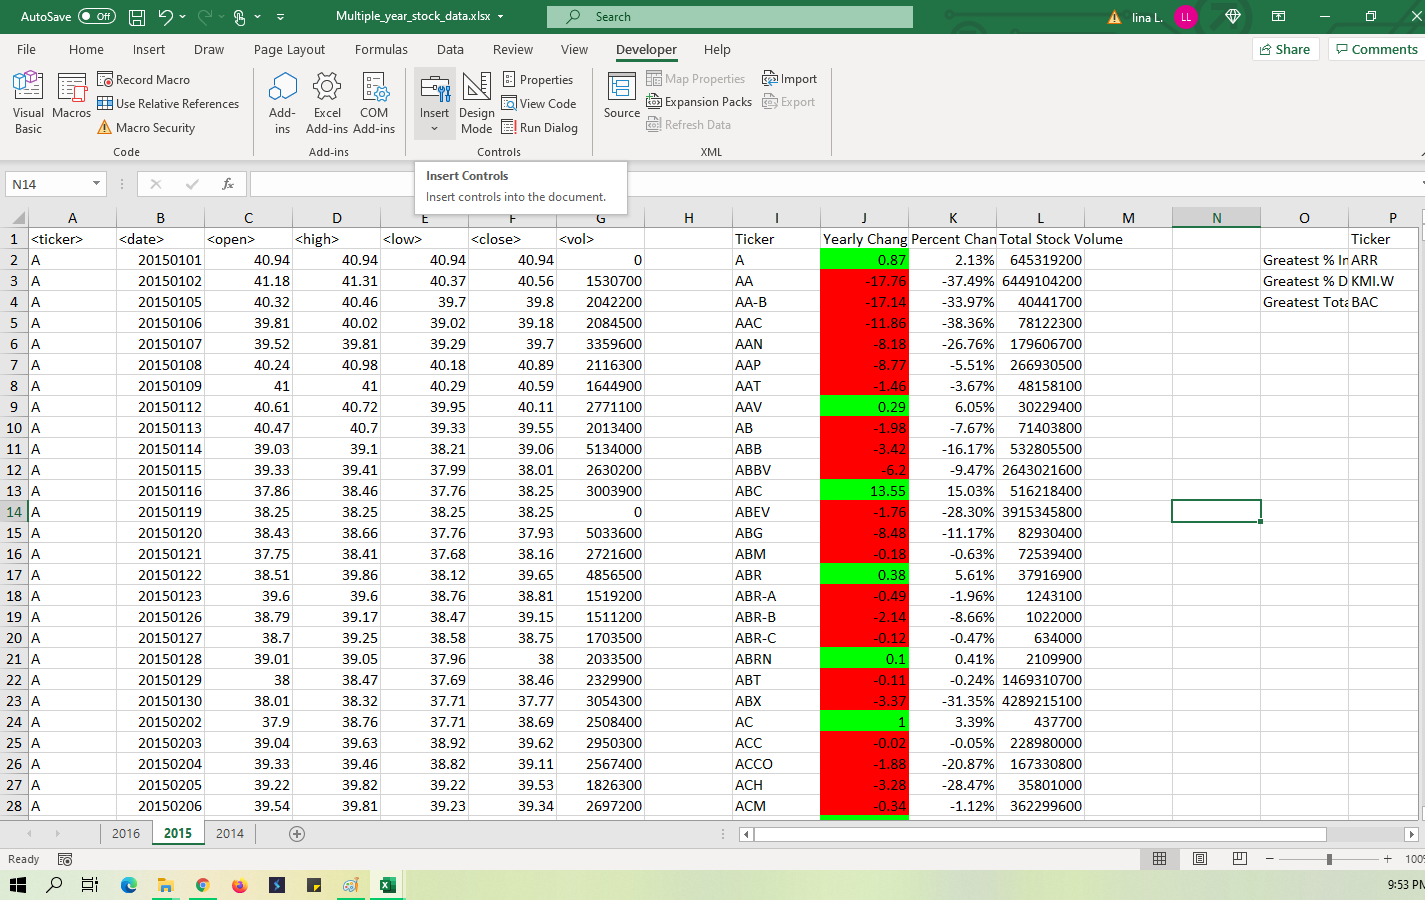 AutoSave Off Multiple_year_stock_data.xlsx Search lina L. LL
File Home Insert Draw Page Layout Formulas Data Review View Developer Help Share Comments
Visual Basic
Macros
Record Macro
Use Relative References
Macro Security
Code
Add-ins
Excel Add-ins
COM Add-ins
Add-ins
Insert
Design Mode
Properties
View Code
Run Dialog
Controls
Source
Map Properties
Expansion Packs
Refresh Data
Import
Export
XML
Insert Controls
Insert controls into the document.
N14 fx
A B C D E F G H I J K L M N O P
1 <ticker> <date> <open> <high> <low> <close> <vol> Ticker Yearly Chang Percent Chan Total Stock Volume Ticker
2 A 20150101 40.94 40.94 40.94 40.94 0 A 0.87 2.13% 645319200 Greatest % In ARR
3 A 20150102 41.18 41.31 40.37 40.56 1530700 AA -17.76 -37.49% 6449104200 Greatest % D KMI.W
4 A 20150105 40.32 40.46 39.7 39.8 2042200 AA-B -17.14 -33.97% 40441700 Greatest Tota BAC
5 A 20150106 39.81 40.02 39.02 39.18 2084500 AAC -11.86 -38.36% 78122300
6 A 20150107 39.52 39.81 39.29 39.7 3359600 AAN -8.18 -26.76% 179606700
7 A 20150108 40.24 40.98 40.18 40.89 2116300 AAP -8.77 -5.51% 266930500
8 A 20150109 41 41 40.29 40.59 1644900 AAT -1.46 -3.67% 48158100
9 A 20150112 40.61 40.72 39.95 40.11 2771100 AAV 0.29 6.05% 30229400
10 A 20150113 40.47 40.7 39.33 39.55 2013400 AB -1.98 -7.67% 71403800
11 A 20150114 39.03 39.1 38.21 39.06 5134000 ABB -3.42 -16.17% 532805500
12 A 20150115 39.33 39.41 37.99 38.01 2630200 ABBV -6.2 -9.47% 2643021600
13 A 20150116 37.86 38.46 37.76 38.25 3003900 ABC 13.55 15.03% 516218400
14 A 20150119 38.25 38.25 38.25 38.25 0 ABEV -1.76 -28.30% 3915345800
15 A 20150120 38.43 38.66 37.76 37.93 5033600 ABG -8.48 -11.17% 82930400
16 A 20150121 37.75 38.41 37.68 38.16 2721600 ABM -0.18 -0.63% 72539400
17 A 20150122 38.51 39.86 38.12 39.65 4856500 ABR 0.38 5.61% 37916900
18 A 20150123 39.6 39.6 38.76 38.81 1519200 ABR-A -0.49 -1.96% 1243100
19 A 20150126 38.79 39.17 38.47 39.15 1511200 ABR-B -2.14 -8.66% 1022000
20 A 20150127 38.7 39.25 38.58 38.75 1703500 ABR-C -0.12 -0.47% 634000
21 A 20150128 39.01 39.05 37.96 38 2033500 ABRN 0.1 0.41% 2109900
22 A 20150129 38 38.47 37.69 38.46 2329900 ABT -0.11 -0.24% 1469310700
23 A 20150130 38.01 38.32 37.71 37.77 3054300 ABX -3.37 -31.35% 4289215100
24 A 20150202 37.9 38.76 37.71 38.69 2508400 AC 1 3.39% 437700
25 A 20150203 39.04 39.63 38.92 39.62 2950300 ACC -0.02 -0.05% 228980000
26 A 20150204 39.33 39.46 38.82 39.11 2567400 ACCO -1.88 -20.87% 167330800
27 A 20150205 39.22 39.82 39.22 39.53 1826300 ACH -3.28 -28.47% 35801000
28 A 20150206 39.54 39.81 39.23 39.34 2697200 ACM -0.34 -1.12% 362299600
2016 2015 2014
Ready 100%
9:53 PM